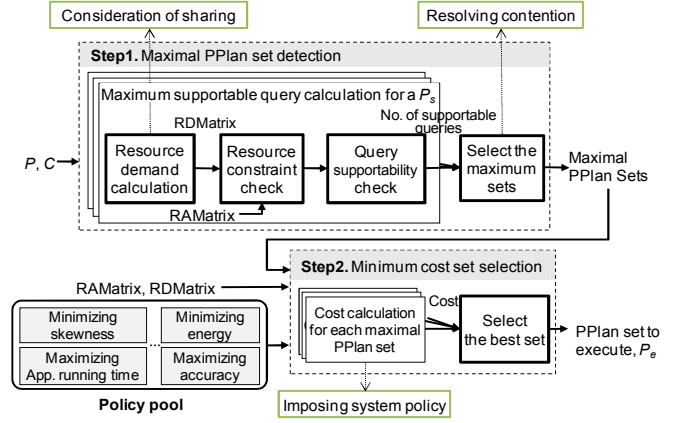 Consideration of sharing
Resolving contention
Step1. Maximal PPlan set detection
Maximum supportable query calculation for a Ps
No. of supportable
queries
RDMatrix
P, C
Resource
demand
calculation
Resource
constraint
check
Query
supportability
check
Select the
maximum
sets
Maximal
PPlan Sets
RAMatrix
Step2. Minimum cost set selection
RAMatrix, RDMatrix
Cost
Minimizing
skewness
...
Minimizing
energy
Maximizing
App. running time
Maximizing
accuracy
Policy pool
Cost calculation
for each maximal
PPlan set
Select
the best set
PPlan set to
execute, Pe
Imposing system policy